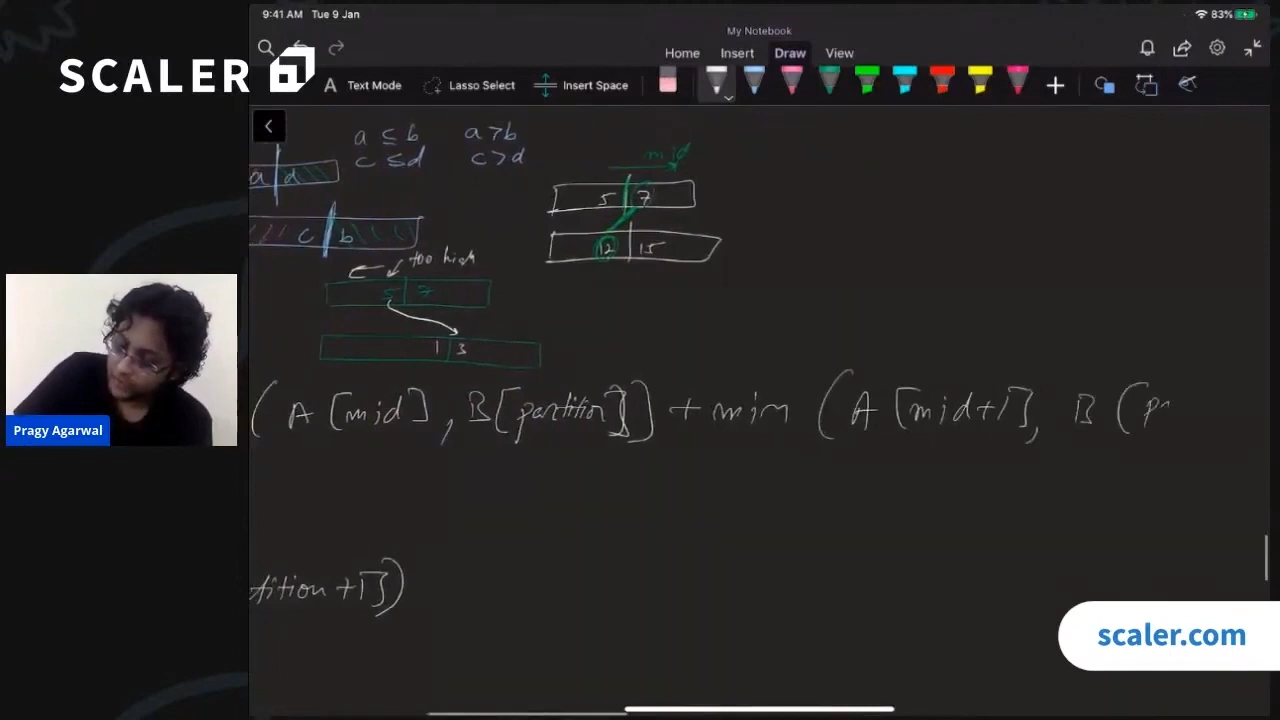 9:41 AM Tue 9 Jan
83%
My Notebook
SCALER
Home Insert Draw View
Text Mode Lasso Select Insert Space
a ≤ b a > b
c ≤ d c > d
mid
a d
5 7
c b
12 15
too high
5 7
1 3
( A [mid], B[partition]) + min ( A [mid+1],  B (
Pragy Agarwal
tition +1])
scaler.com